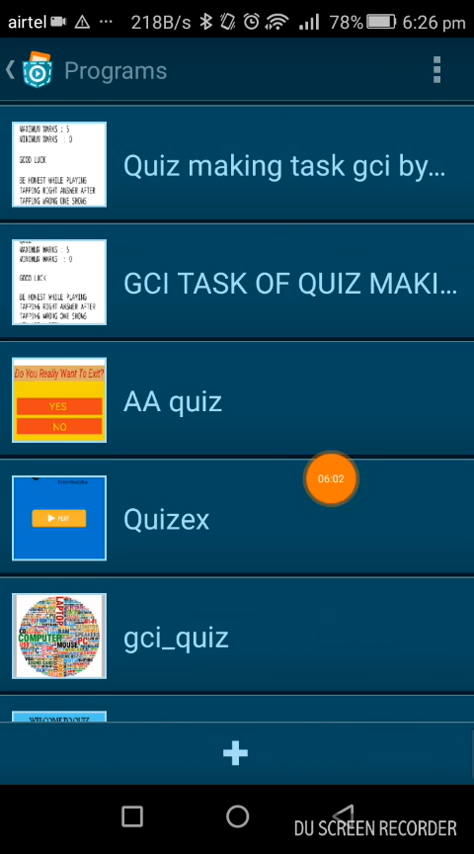 airtel 218B/s 78% 6:26 pm
Programs
MAXIMUM MARKS : 5
MINIMUM MARKS : 0
GOOD LUCK
BE HONEST WHILE PLAYING
TAPPING RIGHT ANSWER AFTER
TAPPING WRONG ONE SHOWS
Quiz making task gci by...
MAXIMUM MARKS : 5
MINIMUM MARKS : 0
GOOD LUCK
BE HONEST WHILE PLAYING
TAPPING RIGHT ANSWER AFTER
TAPPING WRONG ONE SHOWS
GCI TASK OF QUIZ MAKI...
Do You Really Want To Exit?
YES
NO
AA quiz
06:02
Quizex
LAPTOP
COMPUTER
MOUSE
gci_quiz
WELCOME TO QUIZ
+
DU SCREEN RECORDER